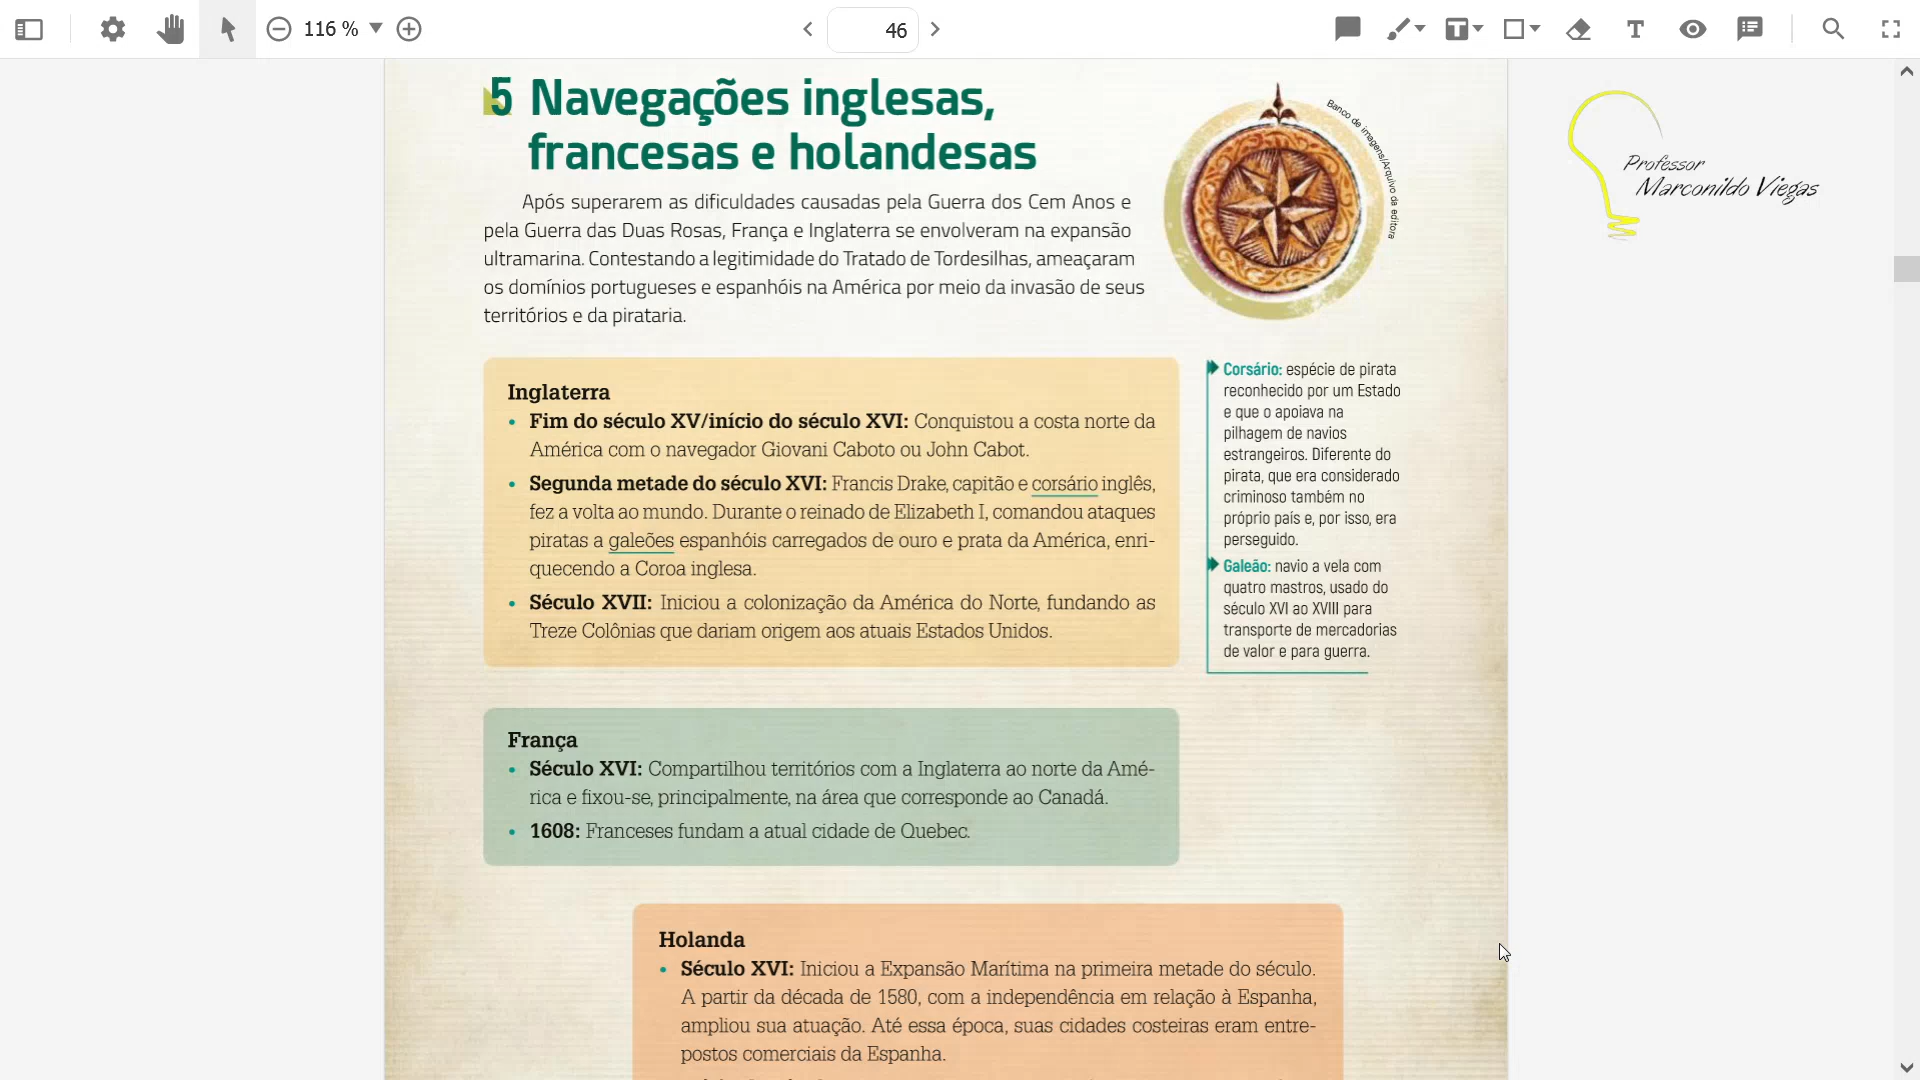 116 %
46
5 Navegações inglesas,
francesas e holandesas
Banco de imagens/Arquivo da editora
Professor
Marconildo Viegas
Após superarem as dificuldades causadas pela Guerra dos Cem Anos e
pela Guerra das Duas Rosas, França e Inglaterra se envolveram na expansão
ultramarina. Contestando a legitimidade do Tratado de Tordesilhas, ameaçaram
os domínios portugueses e espanhóis na América por meio da invasão de seus
territórios e da pirataria.
Inglaterra
• Fim do século XV/início do século XVI: Conquistou a costa norte da
América com o navegador Giovani Caboto ou John Cabot.
• Segunda metade do século XVI: Francis Drake, capitão e corsário inglês,
fez a volta ao mundo. Durante o reinado de Elizabeth I, comandou ataques
piratas a galeões espanhóis carregados de ouro e prata da América, enri-
quecendo a Coroa inglesa.
• Século XVII: Iniciou a colonização da América do Norte, fundando as
Treze Colônias que dariam origem aos atuais Estados Unidos.
Corsário: espécie de pirata
reconhecido por um Estado
e que o apoiava na
pilhagem de navios
estrangeiros. Diferente do
pirata, que era considerado
criminoso também no
próprio país e, por isso, era
perseguido.
Galeão: navio a vela com
quatro mastros, usado do
século XVI ao XVIII para
transporte de mercadorias
de valor e para guerra.
França
• Século XVI: Compartilhou territórios com a Inglaterra ao norte da Amé-
rica e fixou-se, principalmente, na área que corresponde ao Canadá.
• 1608: Franceses fundam a atual cidade de Quebec.
Holanda
• Século XVI: Iniciou a Expansão Marítima na primeira metade do século.
A partir da década de 1580, com a independência em relação à Espanha,
ampliou sua atuação. Até essa época, suas cidades costeiras eram entre-
postos comerciais da Espanha.